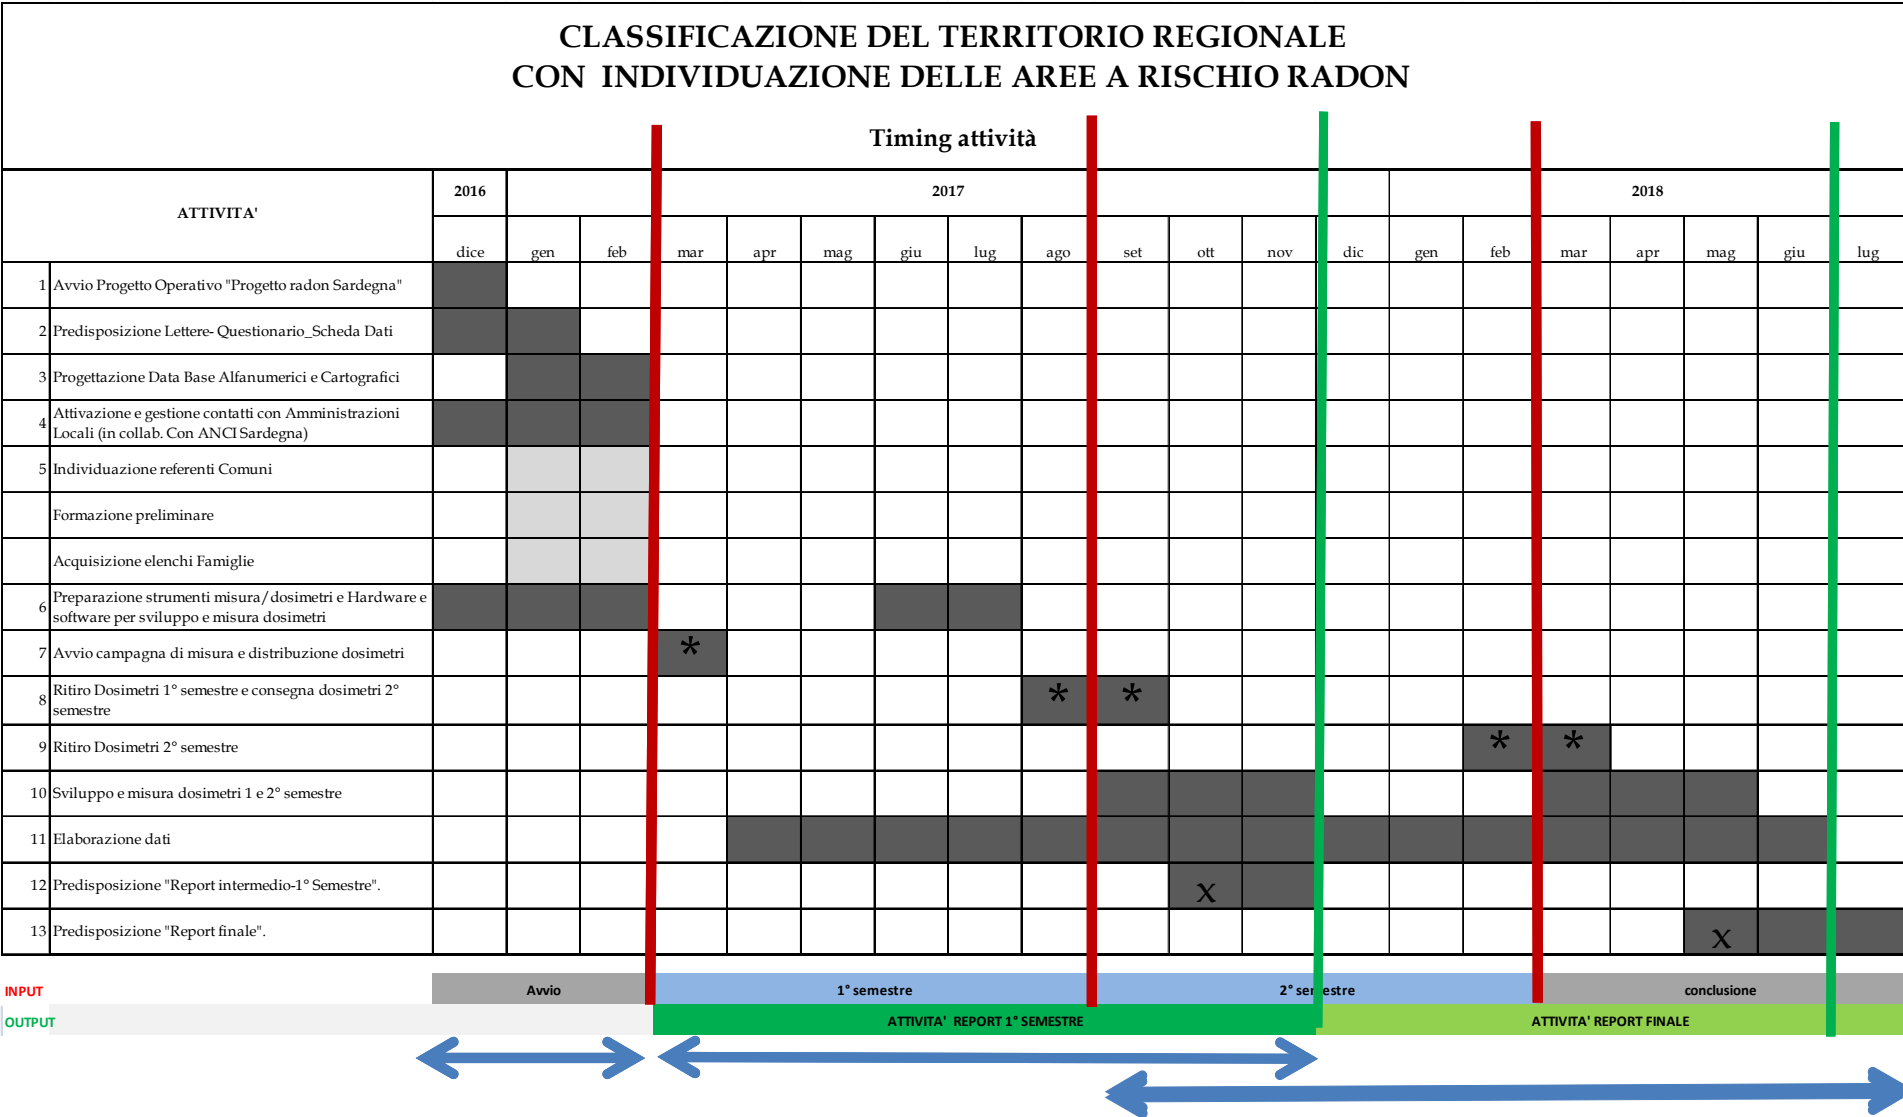 CLASSIFICAZIONE DEL TERRITORIO REGIONALE
CON INDIVIDUAZIONE DELLE AREE A RISCHIO RADON
Timing attività
ATTIVITA'
2016
2017
2018
dice gen feb mar apr mag giu lug ago set ott nov dic gen feb mar apr mag giu lug
1 Avvio Progetto Operativo "Progetto radon Sardegna"
2 Predisposizione Lettere- Questionario_Scheda Dati
3 Progettazione Data Base Alfanumerici e Cartografici
4 Attivazione e gestione contatti con Amministrazioni
Locali (in collab. Con ANCI Sardegna)
5 Individuazione referenti Comuni
Formazione preliminare
Acquisizione elenchi Famiglie
6 Preparazione strumenti misura/dosimetri e Hardware e
software per sviluppo e misura dosimetri
7 Avvio campagna di misura e distribuzione dosimetri *
8 Ritiro Dosimetri 1° semestre e consegna dosimetri 2°
semestre * *
9 Ritiro Dosimetri 2° semestre * *
10 Sviluppo e misura dosimetri 1 e 2° semestre
11 Elaborazione dati
12 Predisposizione "Report intermedio-1° Semestre". x
13 Predisposizione "Report finale". x
INPUT Avvio 1° semestre 2° semestre conclusione
OUTPUT ATTIVITA' REPORT 1° SEMESTRE ATTIVITA' REPORT FINALE